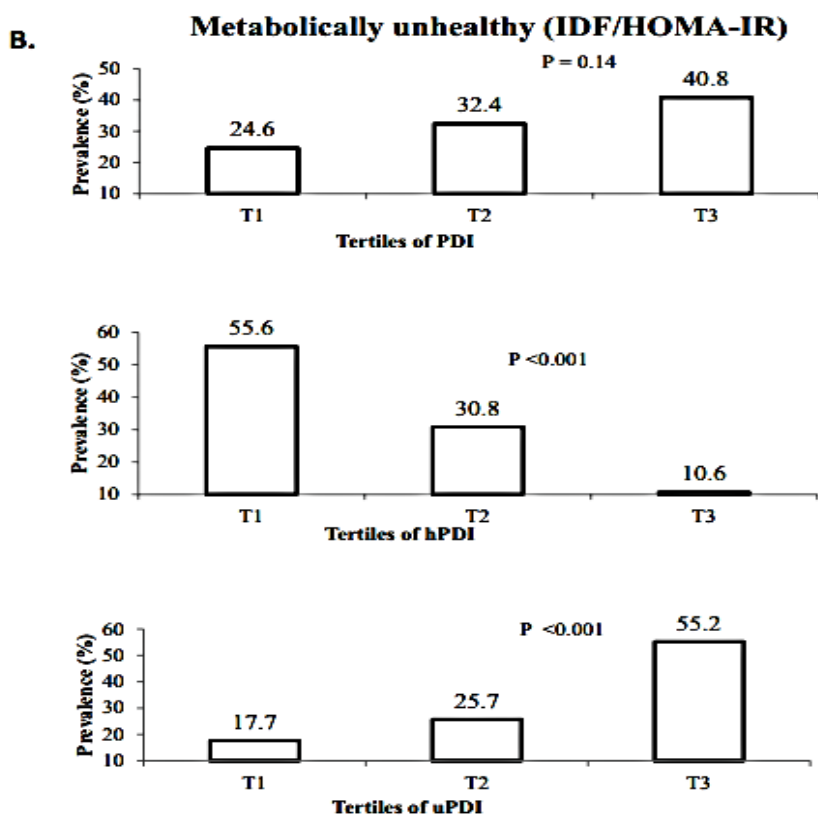 B.
Metabolically unhealthy (IDF/HOMA-IR)
P = 0.14
Prevalence (%)
50
40
30
20
10
24.6
32.4
40.8
T1
T2
T3
Tertiles of PDI
P <0.001
Prevalence (%)
60
50
40
30
20
10
55.6
30.8
10.6
T1
T2
T3
Tertiles of hPDI
P <0.001
Prevalence (%)
60
50
40
30
20
10
17.7
25.7
55.2
T1
T2
T3
Tertiles of uPDI